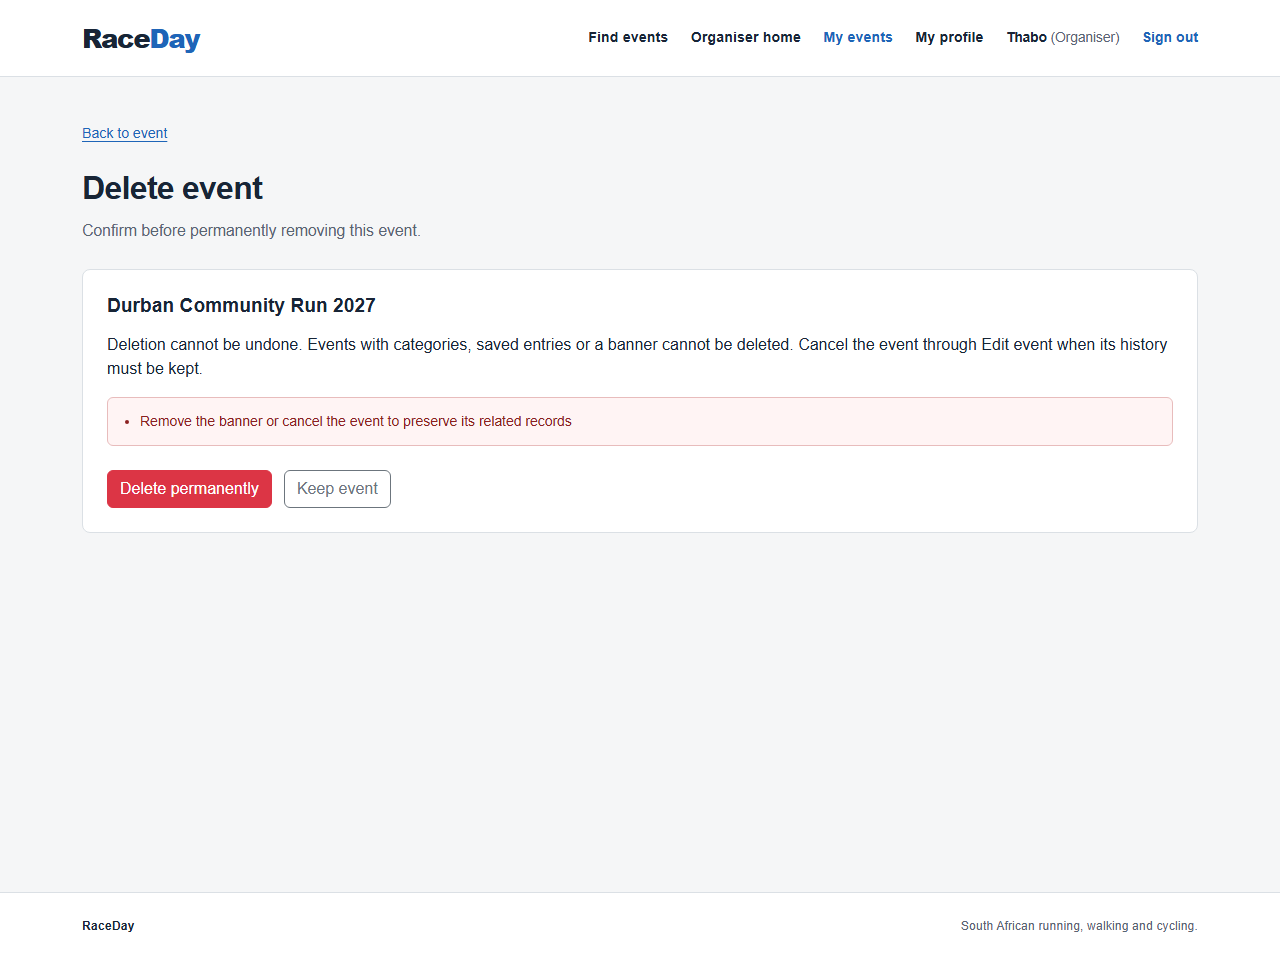 RaceDay
Find events
Organiser home
My events
My profile
Thabo (Organiser)
Sign out
Back to event
Delete event
Confirm before permanently removing this event.
Durban Community Run 2027
Deletion cannot be undone. Events with categories, saved entries or a banner cannot be deleted. Cancel the event through Edit event when its history
must be kept.
Remove the banner or cancel the event to preserve its related records
Delete permanently
Keep event
RaceDay
South African running, walking and cycling.